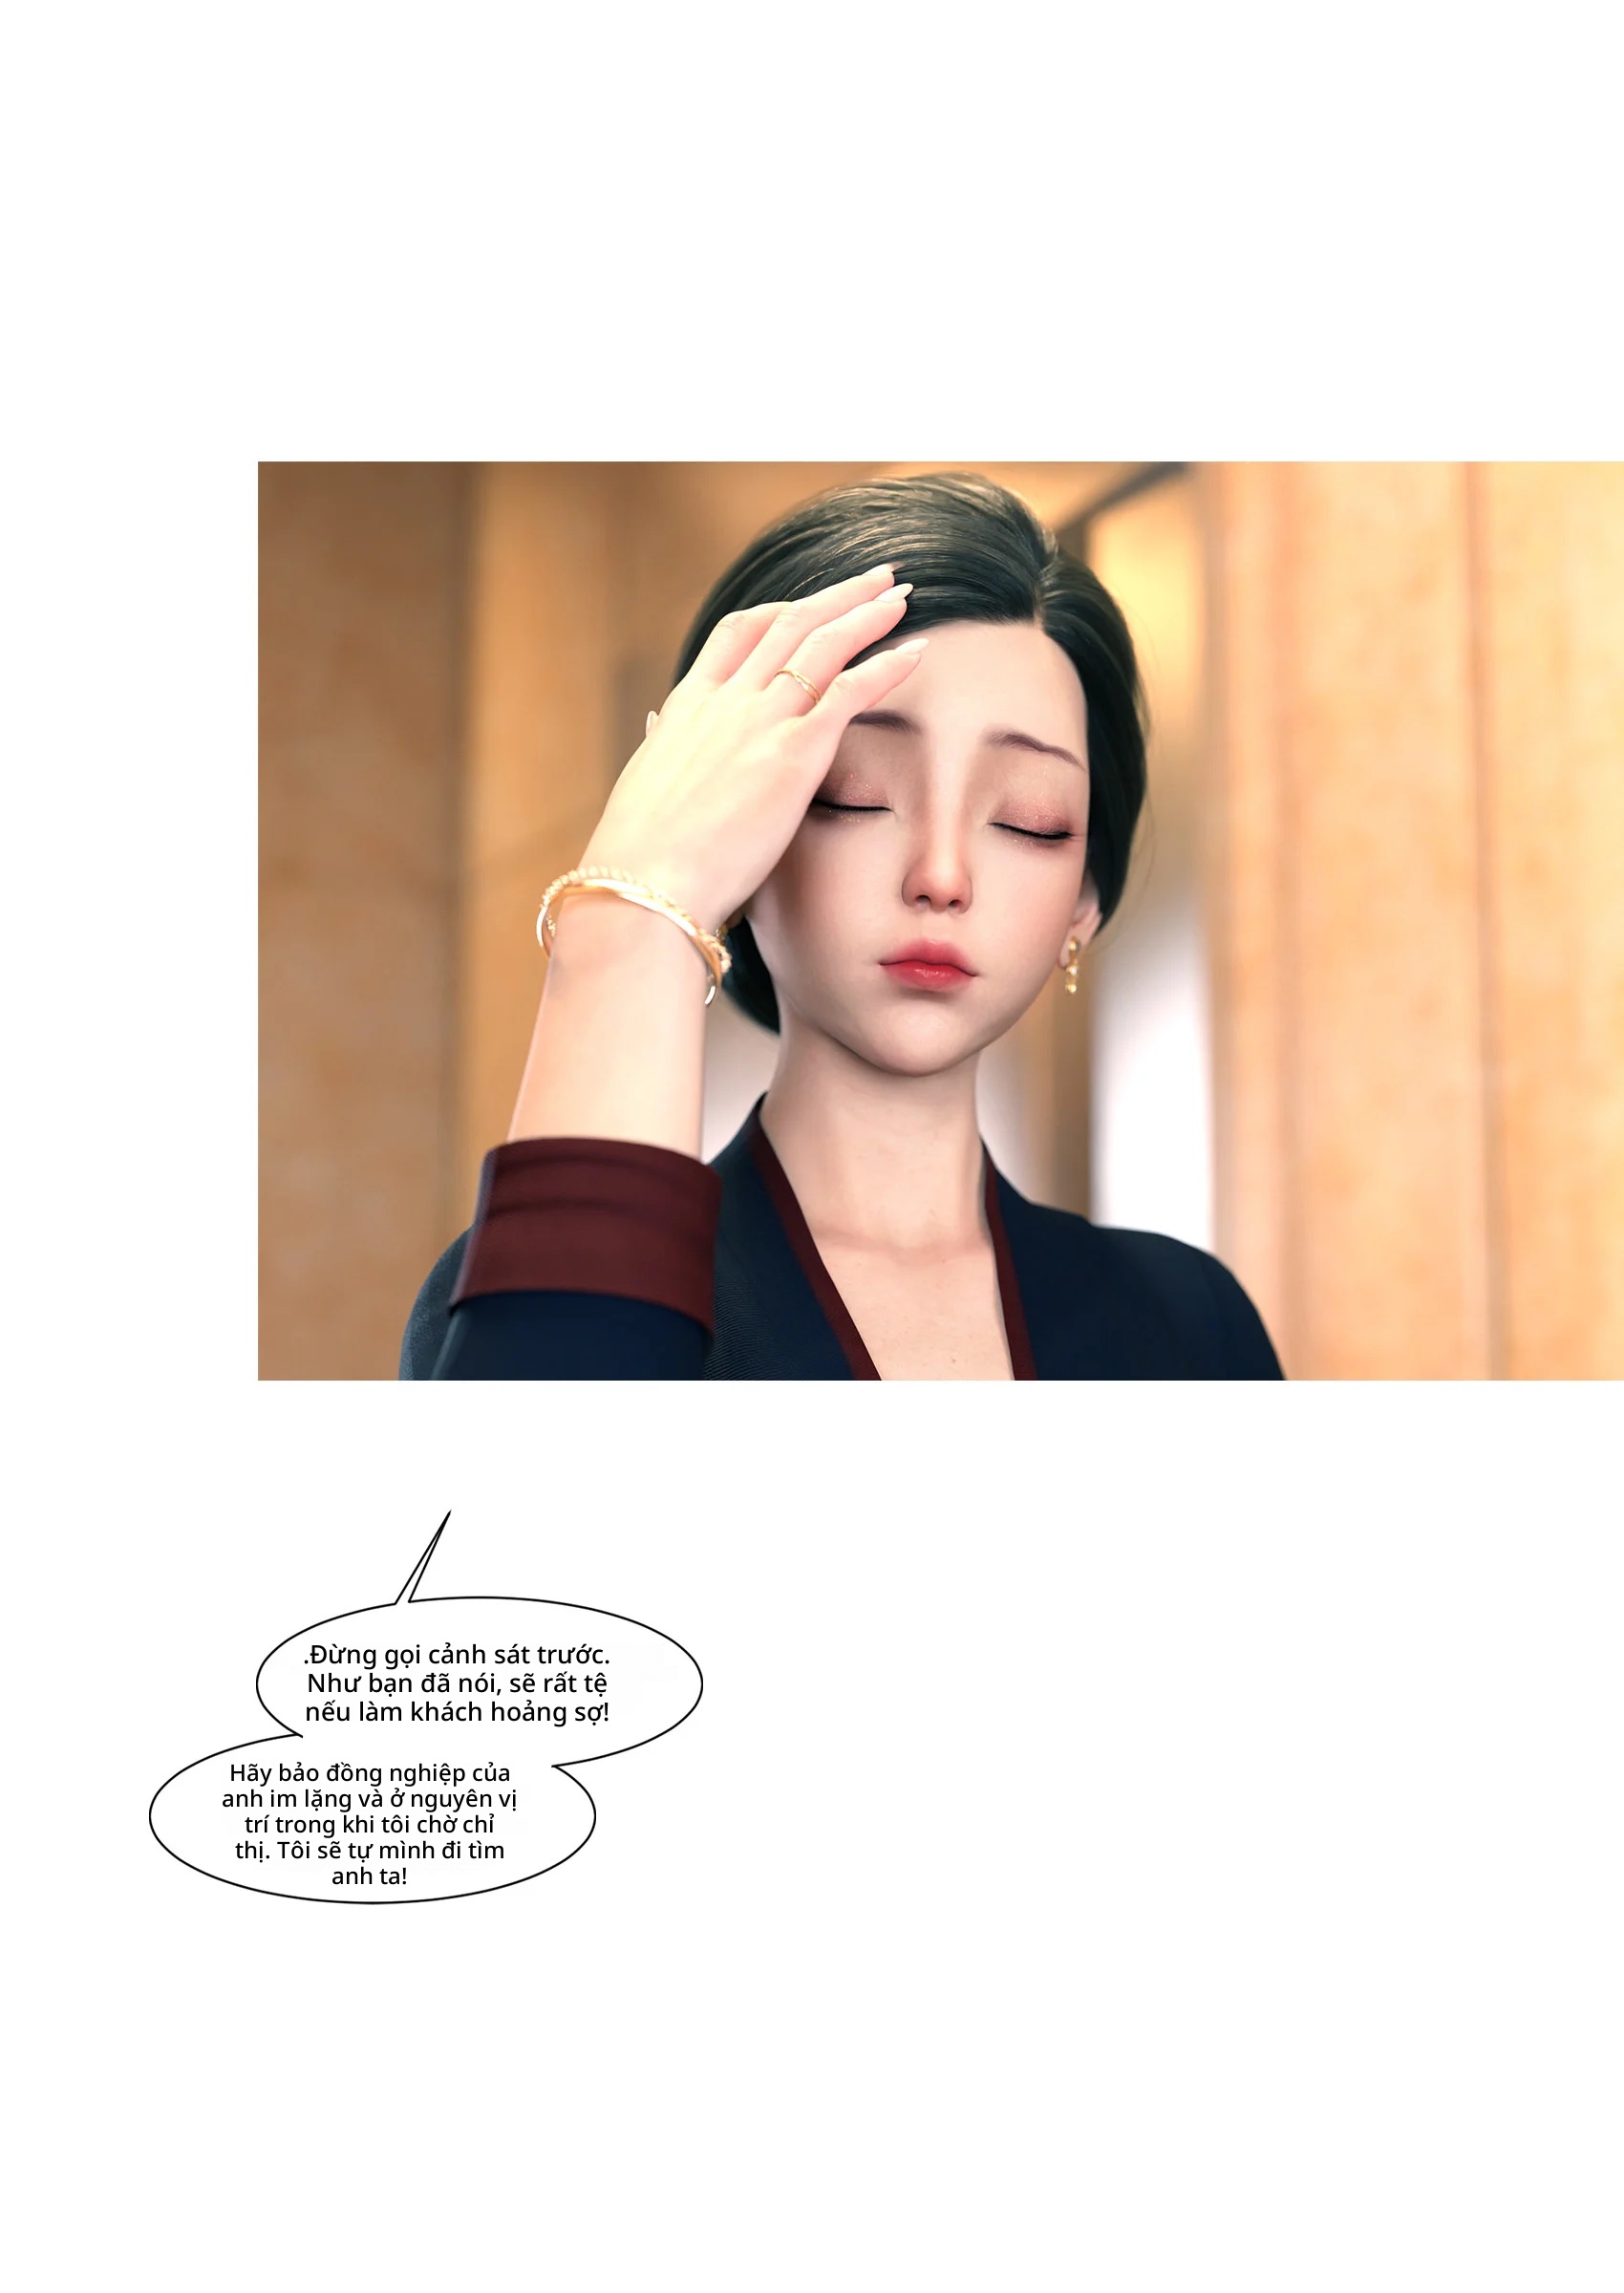 .Đừng gọi cảnh sát trước.
Như bạn đã nói, sẽ rất tệ
nếu làm khách hoảng sợ!
Hãy bảo đồng nghiệp của
anh im lặng và ở nguyên vị
trí trong khi tôi chờ chỉ
thị. Tôi sẽ tự mình đi tìm
anh ta!